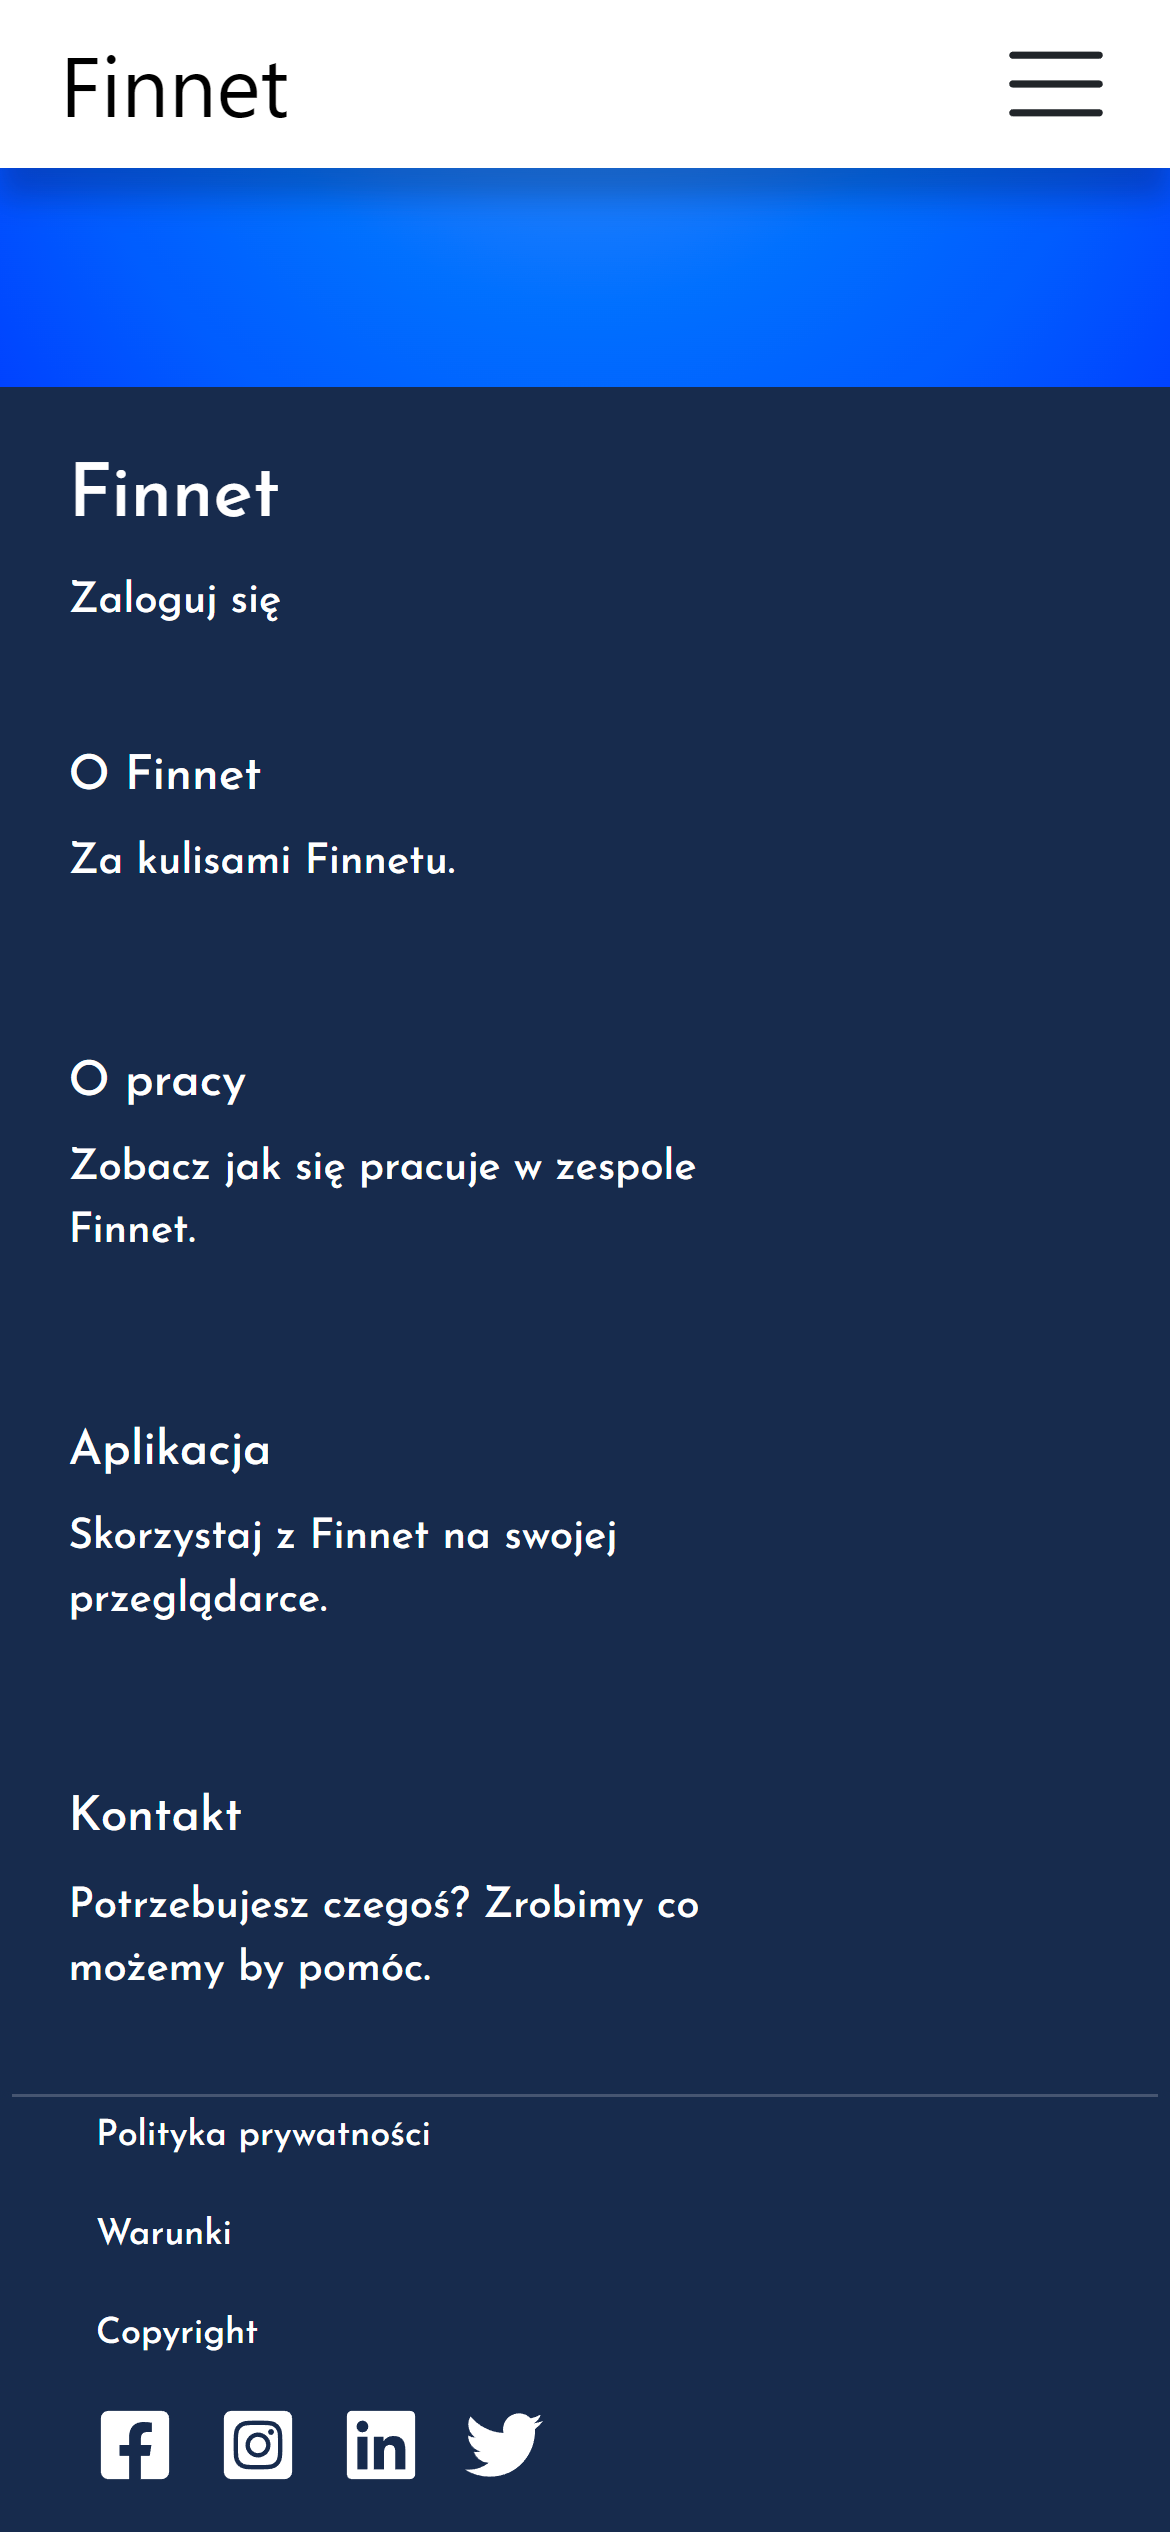 Finnet
Finnet
Zaloguj się
O Finnet
Za kulisami Finnetu.
O pracy
Zobacz jak się pracuje w zespole
Finnet.
Aplikacja
Skorzystaj z Finnet na swojej
przeglądarce.
Kontakt
Potrzebujesz czegoś? Zrobimy co
możemy by pomóc.
Polityka prywatności
Warunki
Copyright